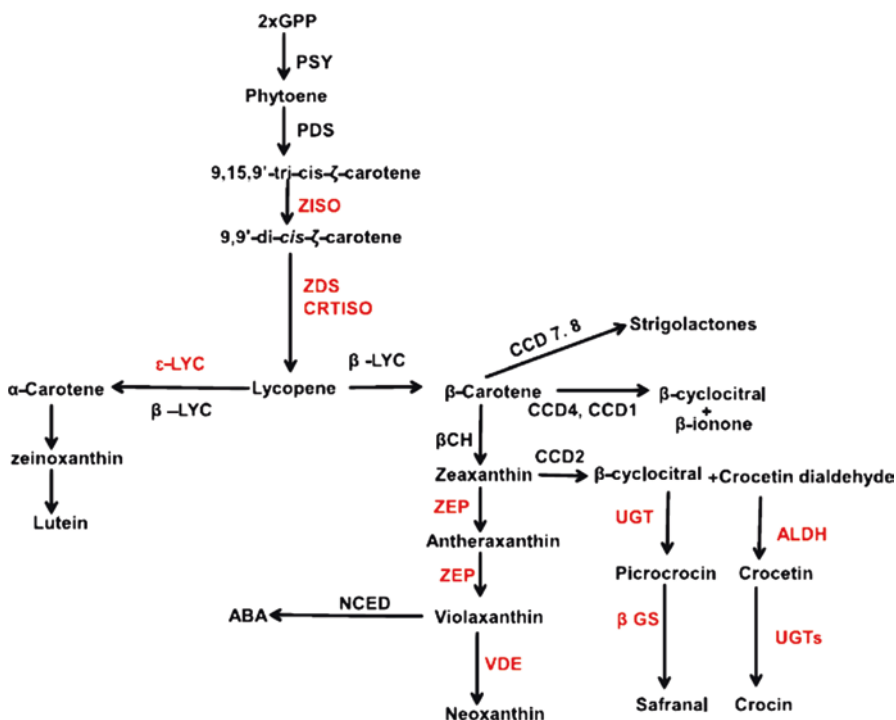 2xGPP
PSY
Phytoene
PDS
9,15,9'-tri-cis-ζ-carotene
ZISO
9,9'-di-cis-ζ-carotene
ZDS
CRTISO
CCD 7. 8
Strigolactones
ε-LYC
β -LYC
α-Carotene
Lycopene
β-Carotene
β-cyclocitral
+
β-ionone
β –LYC
CCD4, CCD1
βCH
zeinoxanthin
CCD2
Zeaxanthin
β-cyclocitral
+Crocetin dialdehyde
Lutein
ZEP
UGT
ALDH
Antheraxanthin
ZEP
Picrocrocin
Crocetin
NCED
ABA
Violaxanthin
β GS
UGTs
VDE
Neoxanthin
Safranal
Crocin